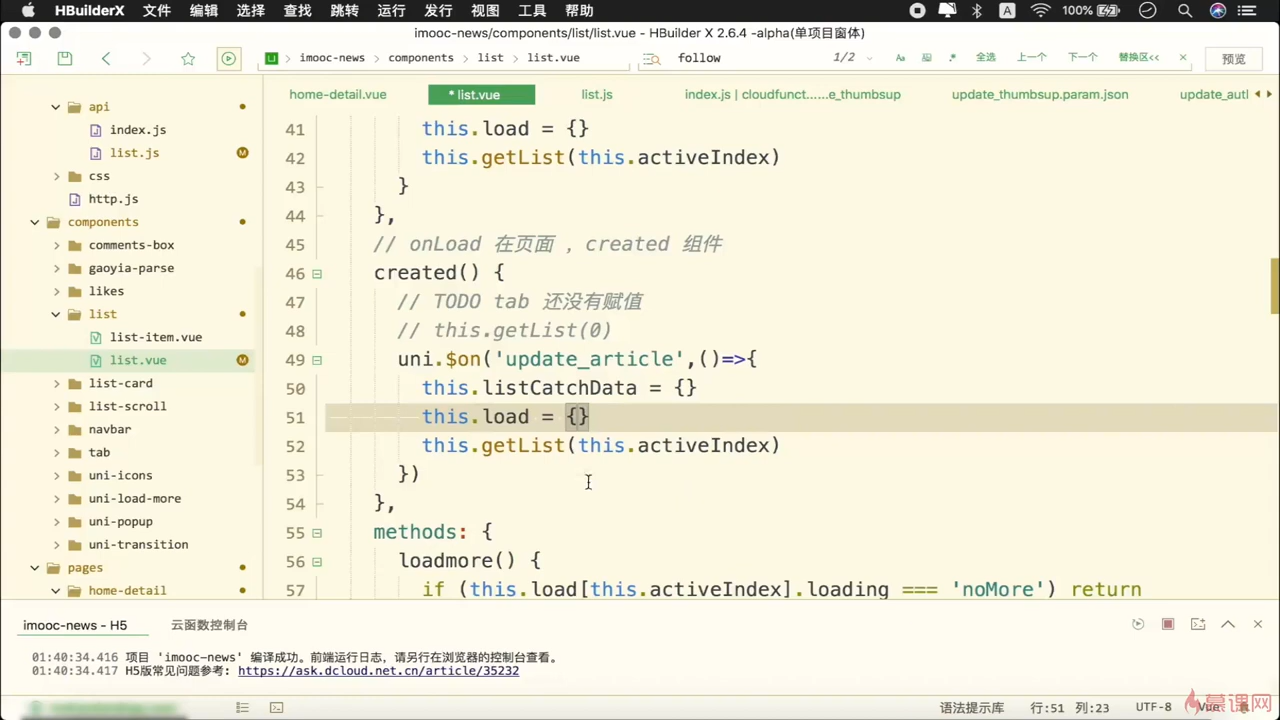 HBuilderX 文件 编辑 选择 查找 跳转 运行 发行 视图 工具 帮助 A 100%
imooc-news/components/list/list.vue - HBuilder X 2.6.4 -alpha(单项目窗体)
imooc-news components list list.vue follow 1/2 Aa .* 全选 上一个 下一个 替换区<< 预览
home-detail.vue * list.vue list.js index.js | cloudfunct......e_thumbsup update_thumbsup.param.json update_autl
api
index.js
list.js M
css
http.js
components
comments-box
gaoyia-parse
likes
list
list-item.vue
list.vue M
list-card
list-scroll
navbar
tab
uni-icons
uni-load-more
uni-popup
uni-transition
pages
home-detail
41 this.load = {}
42 this.getList(this.activeIndex)
43 }
44 },
45 // onLoad 在页面 ,created 组件
46 created() {
47 // TODO tab 还没有赋值
48 // this.getList(0)
49 uni.$on('update_article',()=>{
50 this.listCatchData = {}
51 this.load = {}
52 this.getList(this.activeIndex)
53 })
54 },
55 methods: {
56 loadmore() {
57 if (this.load[this.activeIndex].loading === 'noMore') return
imooc-news - H5 云函数控制台
01:40:34.416 项目 'imooc-news' 编译成功。前端运行日志，请另行在浏览器的控制台查看。
01:40:34.417 H5版常见问题参考: https://ask.dcloud.net.cn/article/35232
语法提示库 行:51 列:23 UTF-8 Vue
慕课网